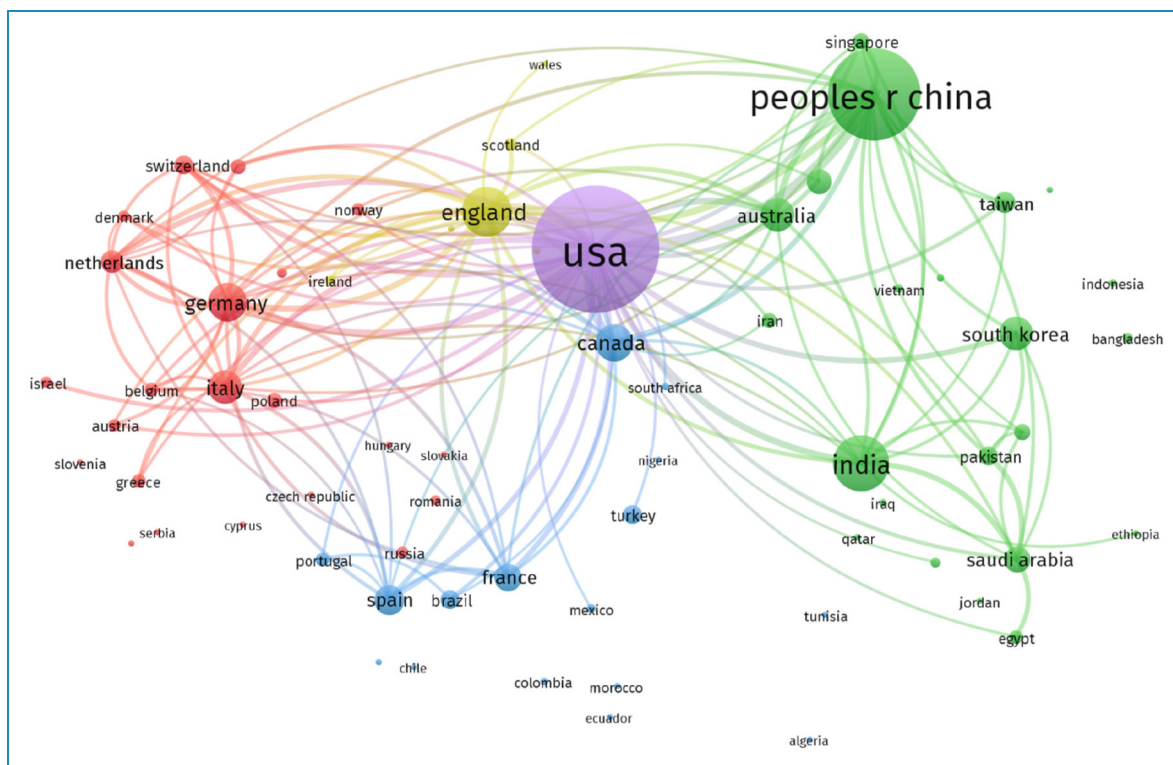 singapore
wales
peoples r china
scotland
switzerland
denmark
norway
england
australia
taiwan
usa
netherlands
ireland
vietnam
indonesia
germany
iran
canada
south korea
bangladesh
israel
belgium
italy
poland
south africa
austria
hungary
slovakia
nigeria
india
pakistan
slovenia
greece
czech republic
romania
iraq
turkey
serbia
cyprus
qatar
ethiopia
portugal
russia
saudi arabia
spain
brazil
france
mexico
tunisia
jordan
egypt
chile
colombia
morocco
ecuador
algeria